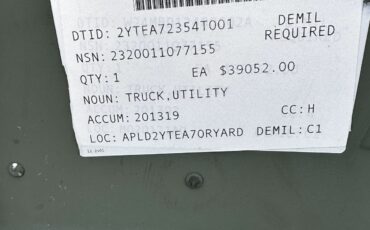 DTID: 2YTEA72354T001 DEMIL
REQUIRED
NSN: 2320011077155
QTY: 1 EA $39052.00
NOUN: TRUCK,UTILITY
ACCUM: 201319 CC: H
LOC: APLD2YTEA70RYARD DEMIL: C1